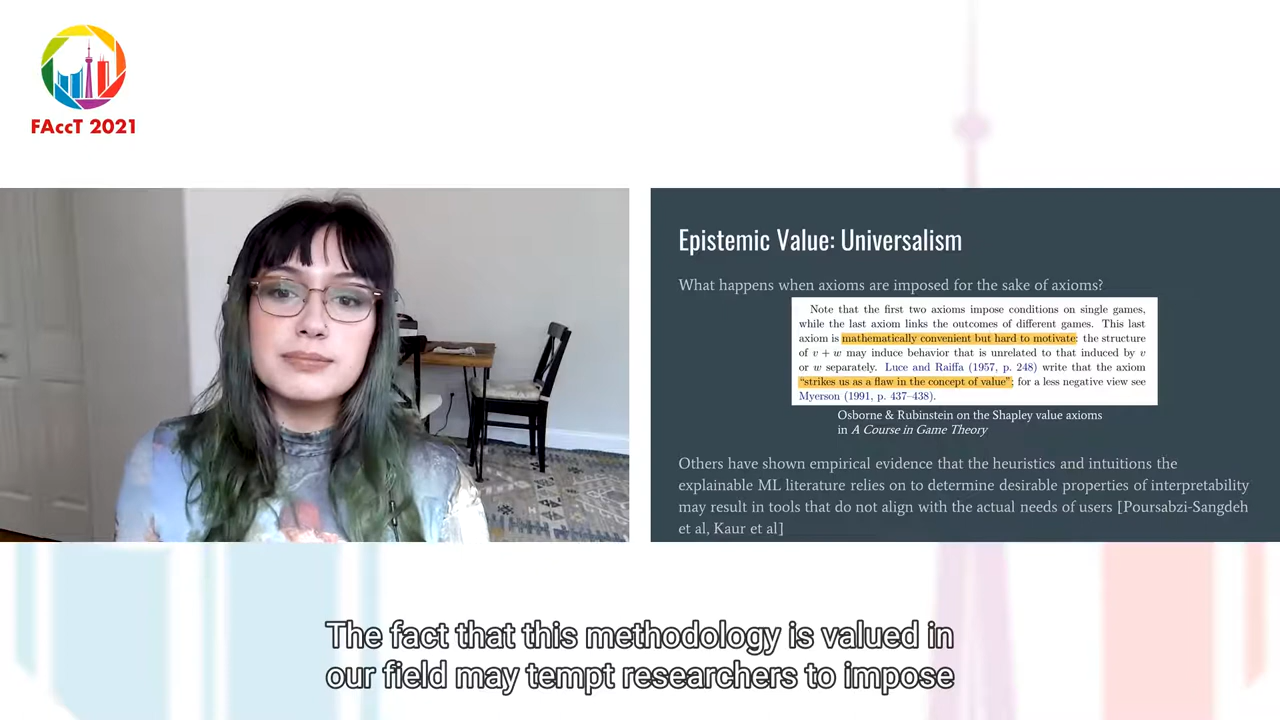 FAccT 2021
Epistemic Value: Universalism
What happens when axioms are imposed for the sake of axioms?
Note that the first two axioms impose conditions on single games,
while the last axiom links the outcomes of different games. This last
axiom is mathematically convenient but hard to motivate: the structure
of v + w may induce behavior that is unrelated to that induced by v
or w separately. Luce and Raiffa (1957, p. 248) write that the axiom
"strikes us as a flaw in the concept of value"; for a less negative view see
Myerson (1991, p. 437–438).
Osborne & Rubinstein on the Shapley value axioms
in A Course in Game Theory
Others have shown empirical evidence that the heuristics and intuitions the
explainable ML literature relies on to determine desirable properties of interpretability
may result in tools that do not align with the actual needs of users [Poursabzi-Sangdeh
et al, Kaur et al]
The fact that this methodology is valued in
our field may tempt researchers to impose